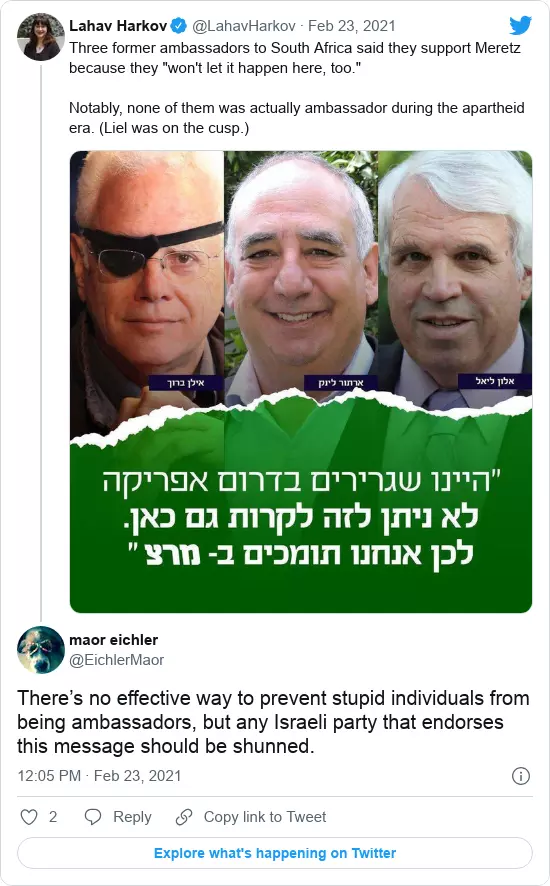 Lahav Harkov @LahavHarkov · Feb 23, 2021
Three former ambassadors to South Africa said they support Meretz
because they "won't let it happen here, too."
Notably, none of them was actually ambassador during the apartheid
era. (Liel was on the cusp.)
אילן ברוך
ארתור לינק
אלון ליאל
"היינו שגרירים בדרום אפריקה
לא ניתן לזה לקרות גם כאן.
לכן אנחנו תומכים ב- מרצ"
maor eichler
@EichlerMaor
There’s no effective way to prevent stupid individuals from
being ambassadors, but any Israeli party that endorses
this message should be shunned.
12:05 PM · Feb 23, 2021
2 Reply Copy link to Tweet
Explore what's happening on Twitter